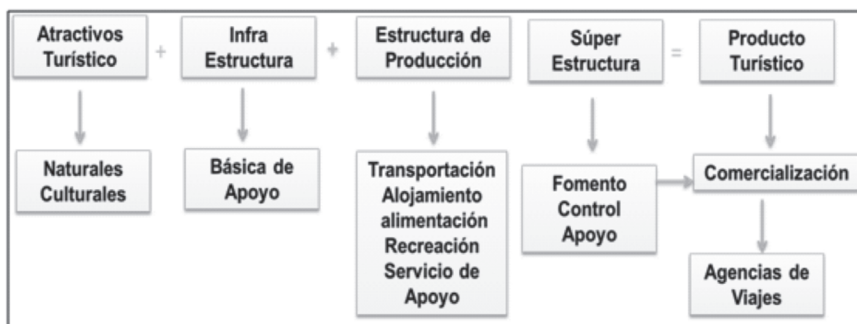 Atractivos
Turístico
+
Infra
Estructura
+
Estructura de
Producción
Súper
Estructura
=
Producto
Turístico
Naturales
Culturales
Básica de
Apoyo
Transportación
Alojamiento
alimentación
Recreación
Servicio de
Apoyo
Fomento
Control
Apoyo
Comercialización
Agencias de
Viajes